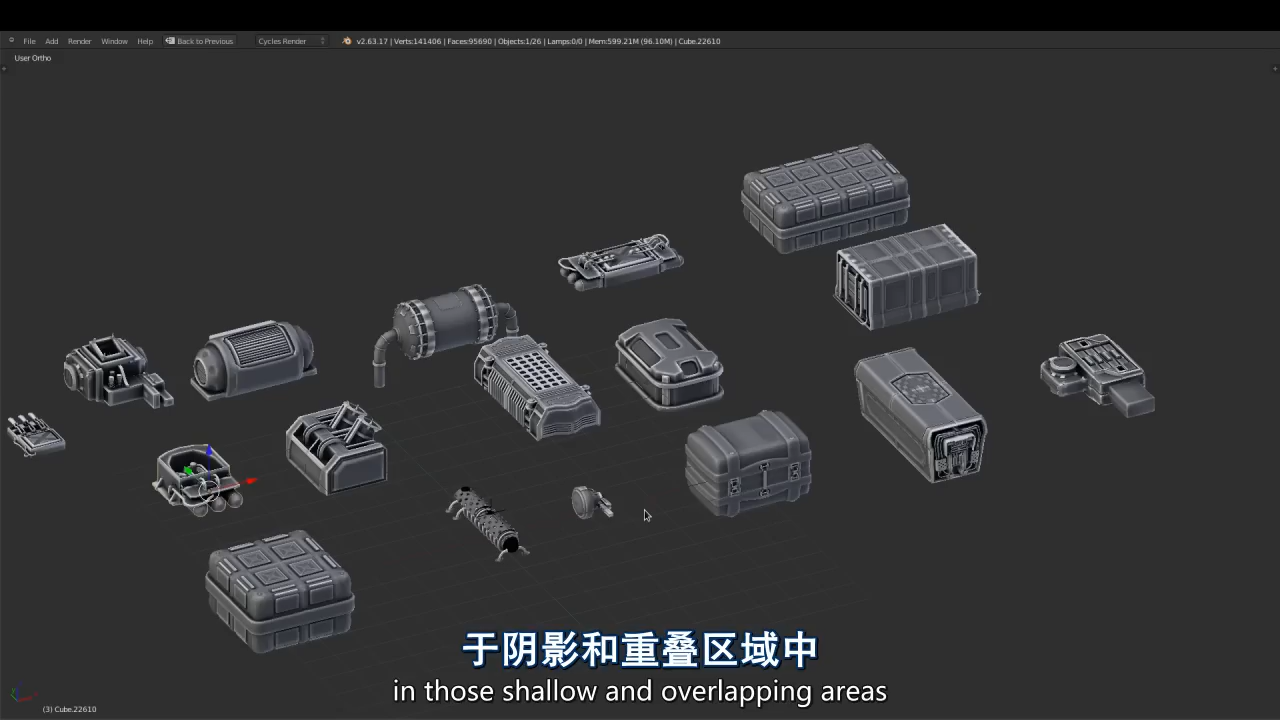 File Add Render Window Help Back to Previous Cycles Render v2.63.17 | Verts:141406 | Faces:95690 | Objects:1/26 | Lamps:0/0 | Mem:599.21M (96.10M) | Cube.22610
User Ortho
于阴影和重叠区域中
in those shallow and overlapping areas
(3) Cube.22610